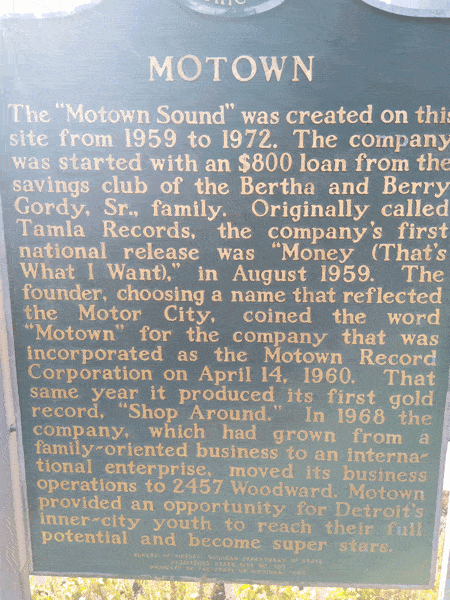 MOTOWN
The "Motown Sound" was created on this
site from 1959 to 1972. The company
was started with an $800 loan from the
savings club of the Bertha and Berry
Gordy, Sr., family. Originally called
Tamla Records, the company's first
national release was "Money (That's
What I Want)," in August 1959. The
founder, choosing a name that reflected
the Motor City, coined the word
"Motown" for the company that was
incorporated as the Motown Record
Corporation on April 14, 1960. That
same year it produced its first gold
record, "Shop Around." In 1968 the
company, which had grown from a
family-oriented business to an interna-
tional enterprise, moved its business
operations to 2457 Woodward. Motown
provided an opportunity for Detroit's
inner-city youth to reach their full
potential and become super stars.